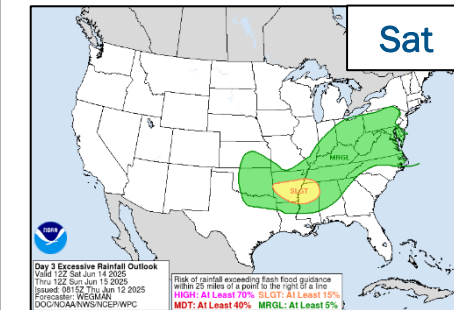 Sat
MRGL
SLGT
NOAA
Day 3 Excessive Rainfall Outlook
Valid 12Z Sat Jun 14 2025
Thru 12Z Sun Jun 15 2025
Issued: 0815Z Thu Jun 12 2025
Forecaster: WEGMAN
DOC/NOAA/NWS/NCEP/WPC
Risk of rainfall exceeding flash flood guidance
within 25 miles of a point to the right of a line
HIGH: At Least 70% SLGT: At Least 15%
MDT: At Least 40% MRGL: At Least 5%